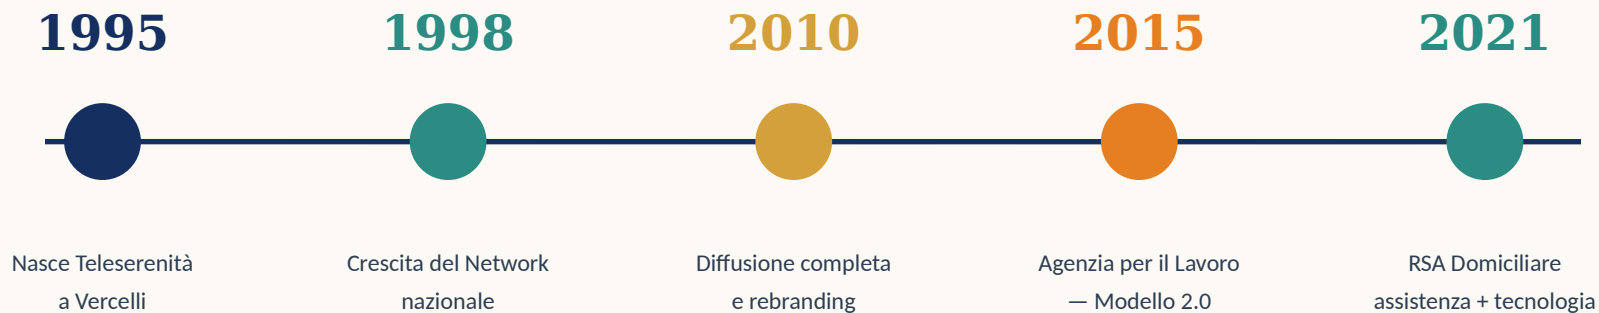 1995
1998
2010
2015
2021
Nasce Teleserenità
a Vercelli
Crescita del Network
nazionale
Diffusione completa
e rebranding
Agenzia per il Lavoro
— Modello 2.0
RSA Domiciliare
assistenza + tecnologia